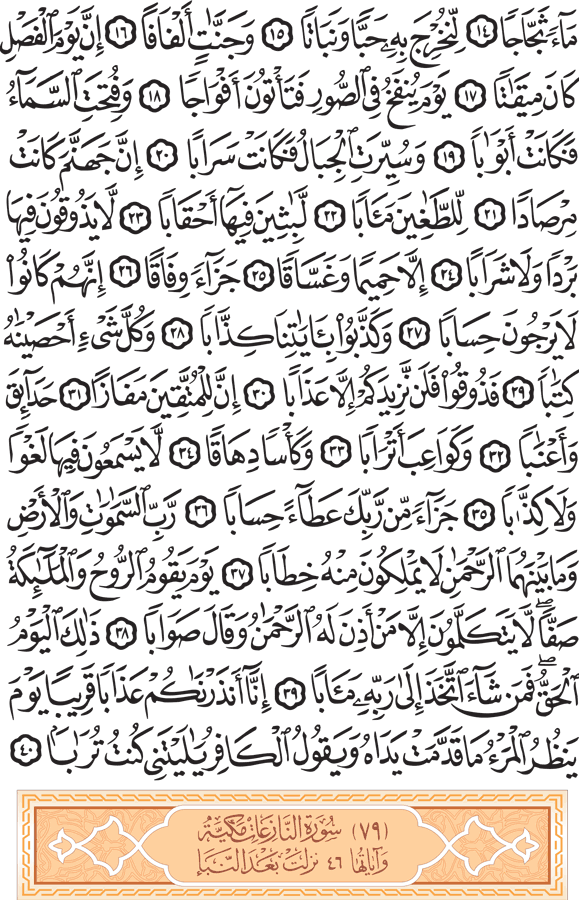 مَآءً ثَجَّاجًا ﴿١٤﴾ لِّنُخْرِجَ بِهِۦ حَبًّا وَنَبَاتًا ﴿١٥﴾ وَجَنَّٰتٍ أَلْفَافًا ﴿١٦﴾ إِنَّ يَوْمَ ٱلْفَصْلِ
كَانَ مِيقَٰتًا ﴿١٧﴾ يَوْمَ يُنفَخُ فِى ٱلصُّورِ فَتَأْتُونَ أَفْوَاجًا ﴿١٨﴾ وَفُتِحَتِ ٱلسَّمَآءُ
فَكَانَتْ أَبْوَٰبًا ﴿١٩﴾ وَسُيِّرَتِ ٱلْجِبَالُ فَكَانَتْ سَرَابًا ﴿٢٠﴾ إِنَّ جَهَنَّمَ كَانَتْ
مِرْصَادًا ﴿٢١﴾ لِّلطَّٰغِينَ مَـَٔابًا ﴿٢٢﴾ لَّٰبِثِينَ فِيهَآ أَحْقَابًا ﴿٢٣﴾ لَّا يَذُوقُونَ فِيهَا
بَرْدًا وَلَا شَرَابًا ﴿٢٤﴾ إِلَّا حَمِيمًا وَغَسَّاقًا ﴿٢٥﴾ جَزَآءً وِفَاقًا ﴿٢٦﴾ إِنَّهُمْ كَانُوا۟
لَا يَرْجُونَ حِسَابًا ﴿٢٧﴾ وَكَذَّبُوا۟ بِـَٔايَٰتِنَا كِذَّابًا ﴿٢٨﴾ وَكُلَّ شَىْءٍ أَحْصَيْنَٰهُ
كِتَٰبًا ﴿٢٩﴾ فَذُوقُوا۟ فَلَن نَّزِيدَكُمْ إِلَّا عَذَابًا ﴿٣٠﴾ إِنَّ لِلْمُتَّقِينَ مَفَازًا ﴿٣١﴾ حَدَآئِقَ
وَأَعْنَٰبًا ﴿٣٢﴾ وَكَوَاعِبَ أَتْرَابًا ﴿٣٣﴾ وَكَأْسًا دِهَاقًا ﴿٣٤﴾ لَّا يَسْمَعُونَ فِيهَا لَغْوًا
وَلَا كِذَّٰبًا ﴿٣٥﴾ جَزَآءً مِّن رَّبِّكَ عَطَآءً حِسَابًا ﴿٣٦﴾ رَّبِّ ٱلسَّمَٰوَٰتِ وَٱلْأَرْضِ
وَمَا بَيْنَهُمَا ٱلرَّحْمَٰنِ لَا يَمْلِكُونَ مِنْهُ خِطَابًا ﴿٣٧﴾ يَوْمَ يَقُومُ ٱلرُّوحُ وَٱلْمَلَٰٓئِكَةُ
صَفًّا ۖ لَّا يَتَكَلَّمُونَ إِلَّا مَنْ أَذِنَ لَهُ ٱلرَّحْمَٰنُ وَقَالَ صَوَابًا ﴿٣٨﴾ ذَٰلِكَ ٱلْيَوْمُ
ٱلْحَقُّ ۖ فَمَن شَآءَ ٱتَّخَذَ إِلَىٰ رَبِّهِۦ مَـَٔابًا ﴿٣٩﴾ إِنَّآ أَنذَرْنَٰكُمْ عَذَابًا قَرِيبًا يَوْمَ
يَنظُرُ ٱلْمَرْءُ مَا قَدَّمَتْ يَدَاهُ وَيَقُولُ ٱلْكَافِرُ يَٰلَيْتَنِى كُنتُ تُرَٰبًۢا ﴿٤٠﴾
(٧٩) سُورَةُ النَّازِعَاتِ مَكِيَّة
وَآيَاتُهَا ٤٦ نَزَلَتْ بَعْدَ النَّبَإِ